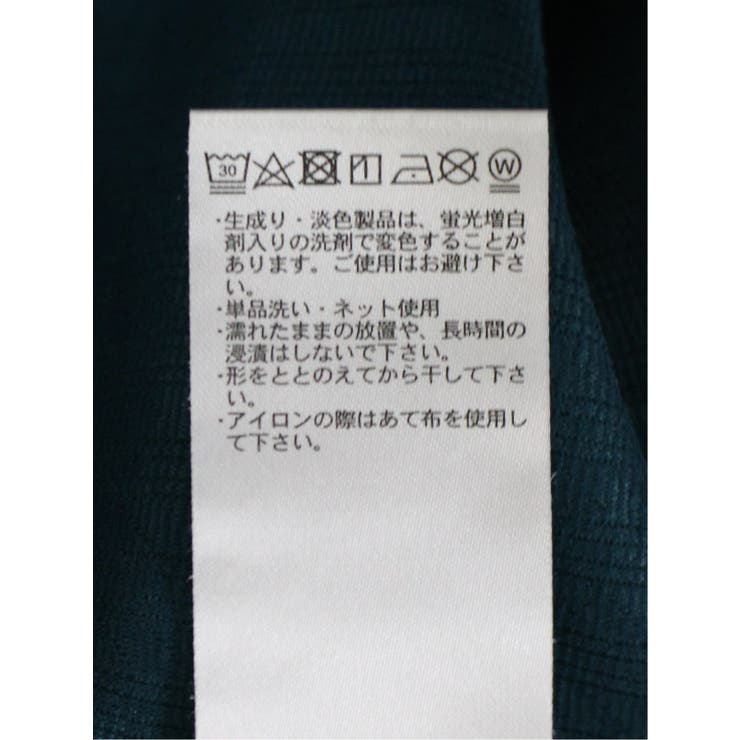 30 W
・生成り・淡色製品は、蛍光増白
剤入りの洗剤で変色することが
あります。ご使用はお避け下さ
い。
・単品洗い・ネット使用
・濡れたままの放置や、長時間の
浸漬はしないで下さい。
・形をととのえてから干して下さ
い。
・アイロンの際はあて布を使用し
て下さい。